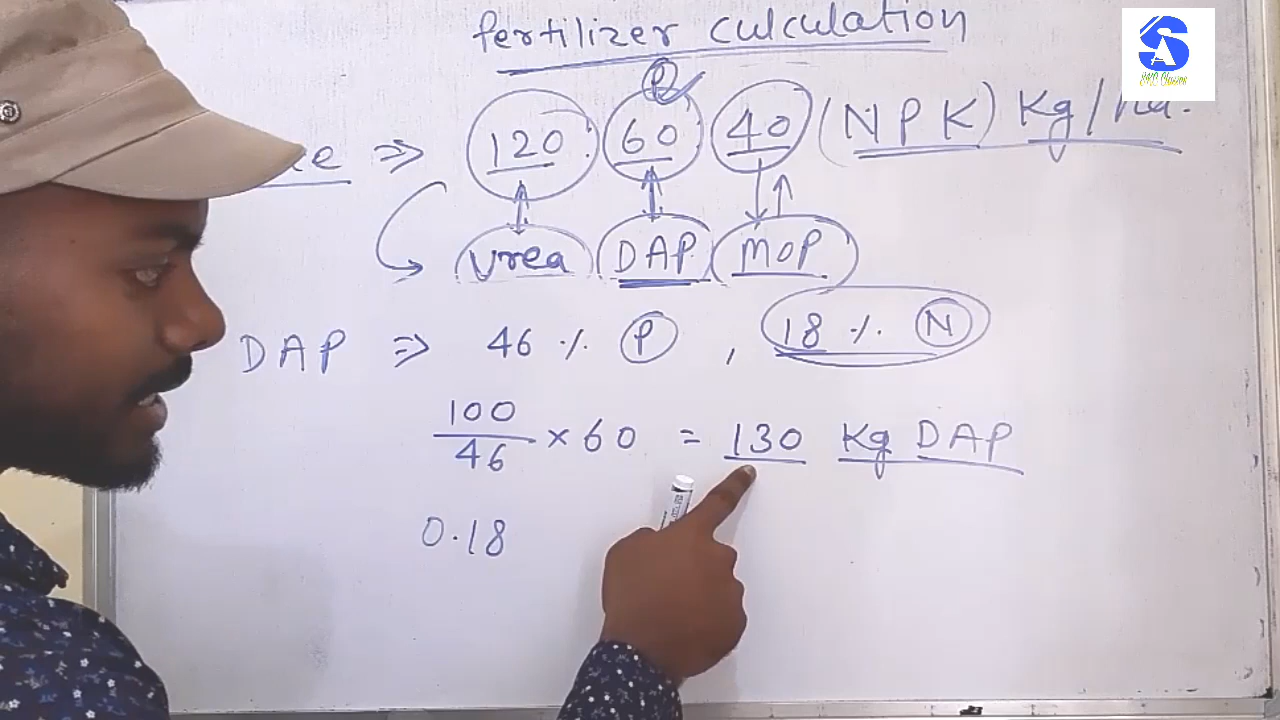 fertilizer culculation
P
⇒ 120 60 40 (NPK) Kg/ha.
Urea DAP MOP
DAP ⇒ 46 % P , 18 % N
100/46 × 60 = 130 Kg DAP
0.18